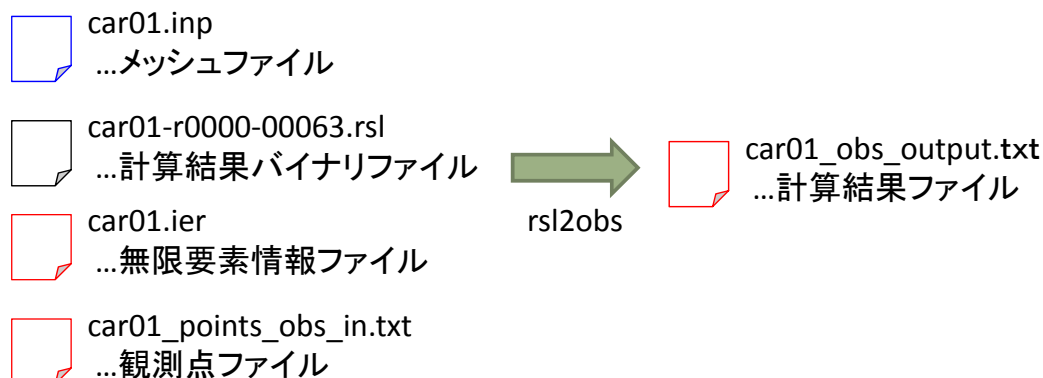 car01.inp
…メッシュファイル
car01-r0000-00063.rsl
…計算結果バイナリファイル
car01.ier
…無限要素情報ファイル
car01_points_obs_in.txt
…観測点ファイル
rsl2obs
car01_obs_output.txt
…計算結果ファイル